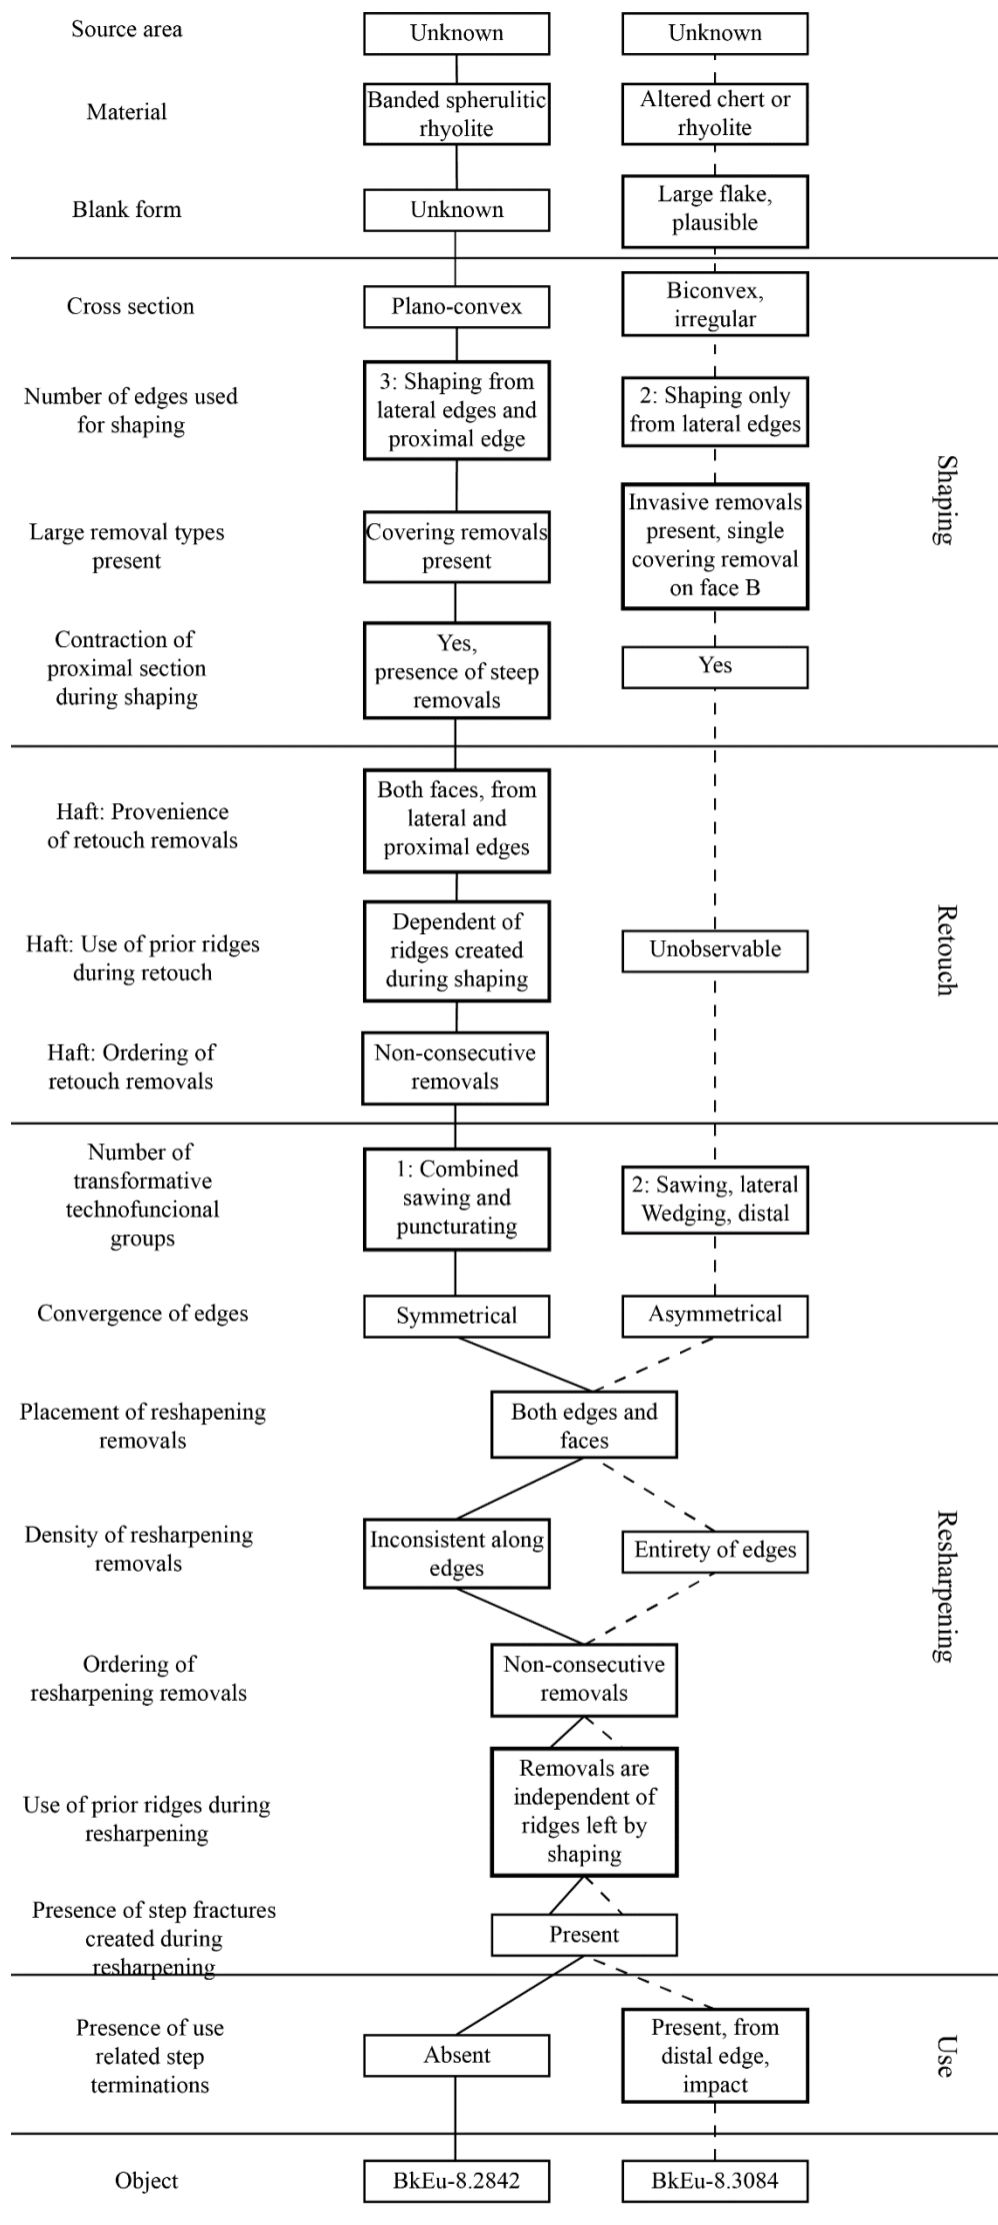 Source area
Unknown
Unknown
Material
Banded spherulitic
rhyolite
Altered chert or
rhyolite
Blank form
Unknown
Large flake,
plausible
Cross section
Plano-convex
Biconvex,
irregular
Number of edges used
for shaping
3: Shaping from
lateral edges and
proximal edge
2: Shaping only
from lateral edges
Large removal types
present
Covering removals
present
Invasive removals
present, single
covering removal
on face B
Contraction of
proximal section
during shaping
Yes,
presence of steep
removals
Yes
Shaping
Haft: Provenience
of retouch removals
Both faces, from
lateral and
proximal edges
Haft: Use of prior ridges
during retouch
Dependent of
ridges created
during shaping
Unobservable
Haft: Ordering of
retouch removals
Non-consecutive
removals
Retouch
Number of
transformative
technofuncional
groups
1: Combined
sawing and
puncturating
2: Sawing, lateral
Wedging, distal
Convergence of edges
Symmetrical
Asymmetrical
Placement of reshapening
removals
Both edges and
faces
Density of resharpening
removals
Inconsistent along
edges
Entirety of edges
Ordering of
resharpening removals
Non-consecutive
removals
Use of prior ridges during
resharpening
Removals are
independent of
ridges left by
shaping
Presence of step fractures
created during
resharpening
Present
Resharpening
Presence of use
related step
terminations
Absent
Present, from
distal edge,
impact
Use
Object
BkEu-8.2842
BkEu-8.3084